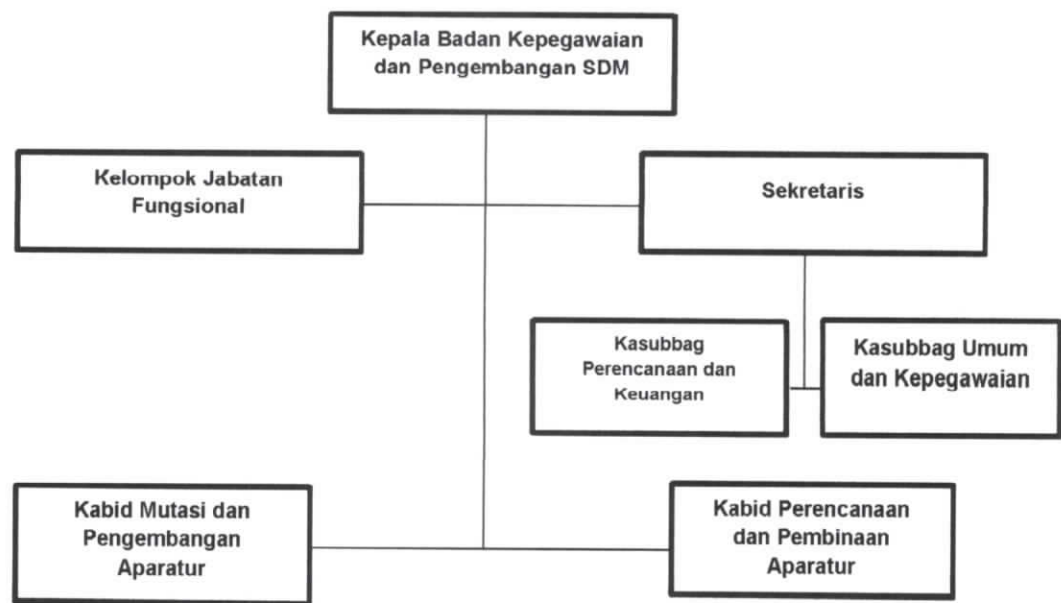 Kepala Badan Kepegawaian
dan Pengembangan SDM
Kelompok Jabatan
Fungsional
Sekretaris
Kasubbag
Perencanaan dan
Keuangan
Kasubbag Umum
dan Kepegawaian
Kabid Mutasi dan
Pengembangan
Aparatur
Kabid Perencanaan
dan Pembinaan
Aparatur